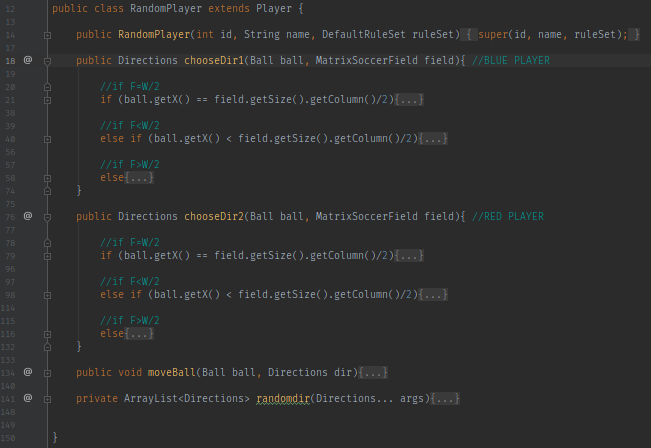 12 public class RandomPlayer extends Player {
13
14 public RandomPlayer(int id, String name, DefaultRuleSet ruleSet) { super(id, name, ruleSet); }
17
18 @ public Directions chooseDir1(Ball ball, MatrixSoccerField field){ //BLUE PLAYER
19
20 //if F=W/2
21 if (ball.getX() == field.getSize().getColumn()/2){...}
38
39 //if F<W/2
40 else if (ball.getX() < field.getSize().getColumn()/2){...}
56
57 //if F>W/2
58 else{...}
74 }
75
76 @ public Directions chooseDir2(Ball ball, MatrixSoccerField field){ //RED PLAYER
77
78 //if F=W/2
79 if (ball.getX() == field.getSize().getColumn()/2){...}
96
97 //if F<W/2
98 else if (ball.getX() < field.getSize().getColumn()/2){...}
114
115 //if F>W/2
116 else{...}
132 }
133
134 @ public void moveBall(Ball ball, Directions dir){...}
140
141 @ private ArrayList<Directions> randomdir(Directions... args){...}
148
149
150 }